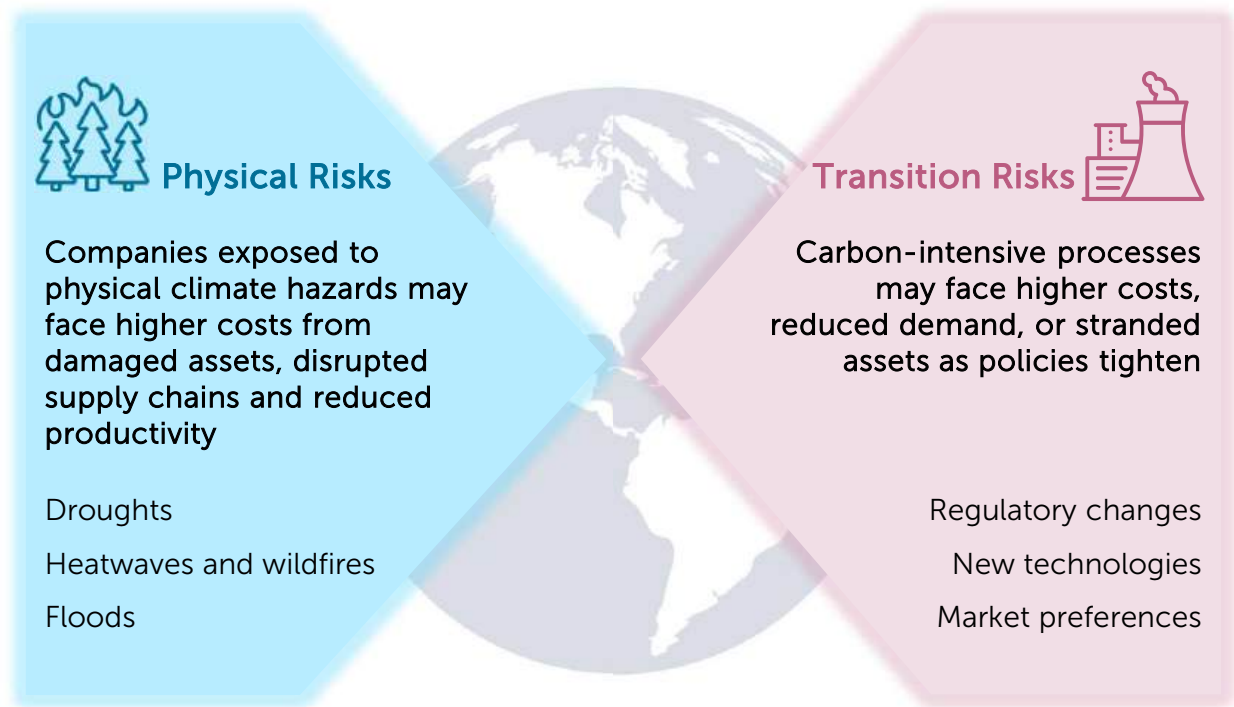 Physical Risks
Companies exposed to
physical climate hazards may
face higher costs from
damaged assets, disrupted
supply chains and reduced
productivity
Droughts
Heatwaves and wildfires
Floods
Transition Risks
Carbon-intensive processes
may face higher costs,
reduced demand, or stranded
assets as policies tighten
Regulatory changes
New technologies
Market preferences